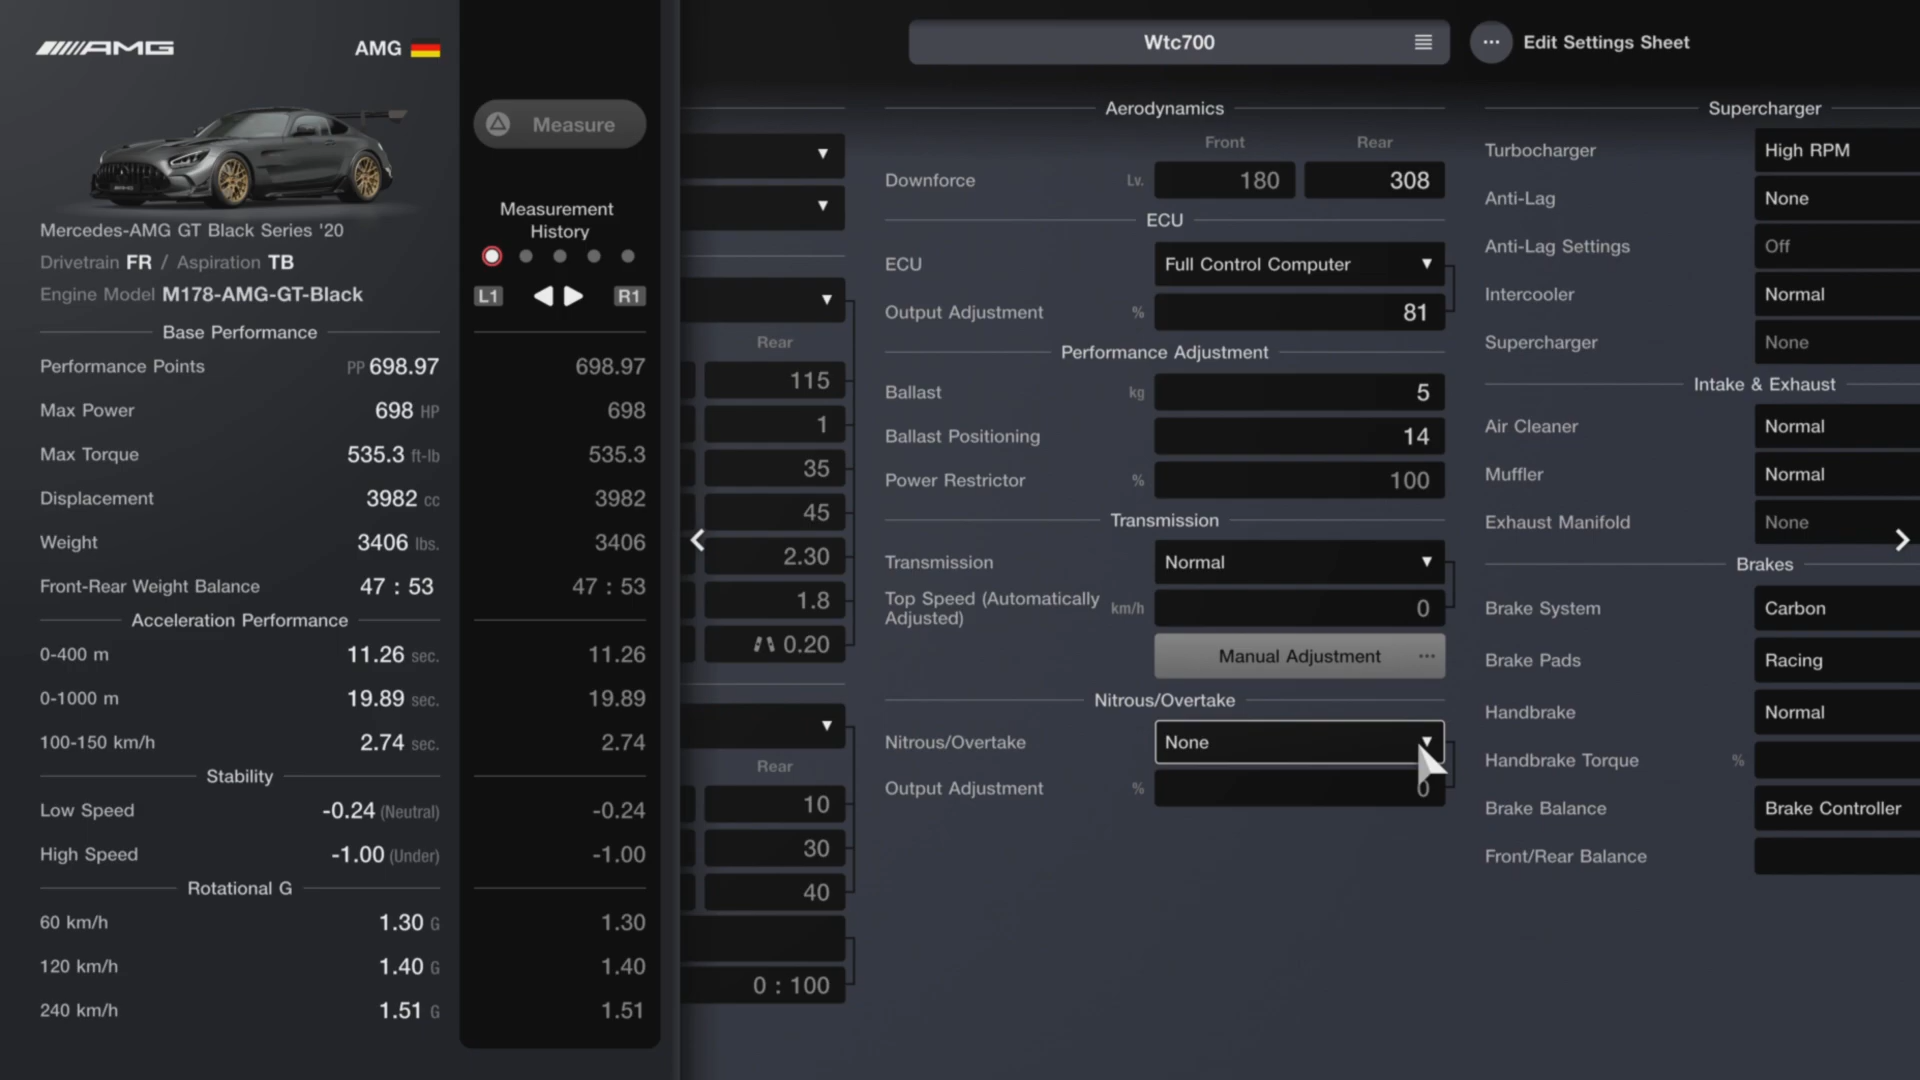 AMG
AMG
Mercedes-AMG GT Black Series '20
Drivetrain FR / Aspiration TB
Engine Model M178-AMG-GT-Black
Base Performance
Performance Points PP 698.97
Max Power 698 HP
Max Torque 535.3 ft-lb
Displacement 3982 cc
Weight 3406 lbs.
Front-Rear Weight Balance 47 : 53
Acceleration Performance
0-400 m 11.26 sec.
0-1000 m 19.89 sec.
100-150 km/h 2.74 sec.
Stability
Low Speed -0.24 (Neutral)
High Speed -1.00 (Under)
Rotational G
60 km/h 1.30 G
120 km/h 1.40 G
240 km/h 1.51 G
Measure
Measurement
History
L1 R1
698.97
698
535.3
3982
3406
47 : 53
11.26
19.89
2.74
-0.24
-1.00
1.30
1.40
1.51
Rear
115
1
35
45
2.30
1.8
0.20
Rear
10
30
40
0 : 100
Wtc700
Edit Settings Sheet
Aerodynamics
Front Rear
Downforce Lv. 180 308
ECU
ECU Full Control Computer
Output Adjustment % 81
Performance Adjustment
Ballast kg 5
Ballast Positioning 14
Power Restrictor % 100
Transmission
Transmission Normal
Top Speed (Automatically
Adjusted) km/h 0
Manual Adjustment
Nitrous/Overtake
Nitrous/Overtake None
Output Adjustment % 0
Supercharger
Turbocharger High RPM
Anti-Lag None
Anti-Lag Settings Off
Intercooler Normal
Supercharger None
Intake & Exhaust
Air Cleaner Normal
Muffler Normal
Exhaust Manifold None
Brakes
Brake System Carbon
Brake Pads Racing
Handbrake Normal
Handbrake Torque %
Brake Balance Brake Controller
Front/Rear Balance